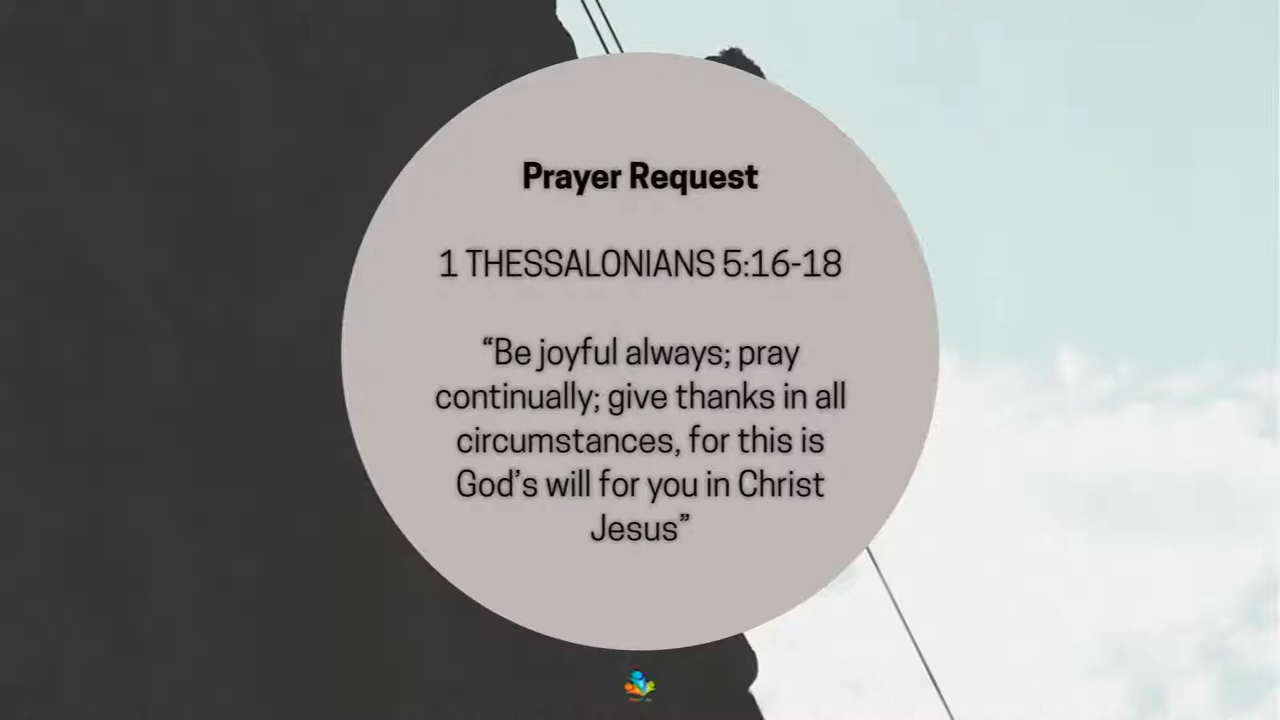 Prayer Request
1 THESSALONIANS 5:16-18
“Be joyful always; pray
continually; give thanks in all
circumstances, for this is
God’s will for you in Christ
Jesus”